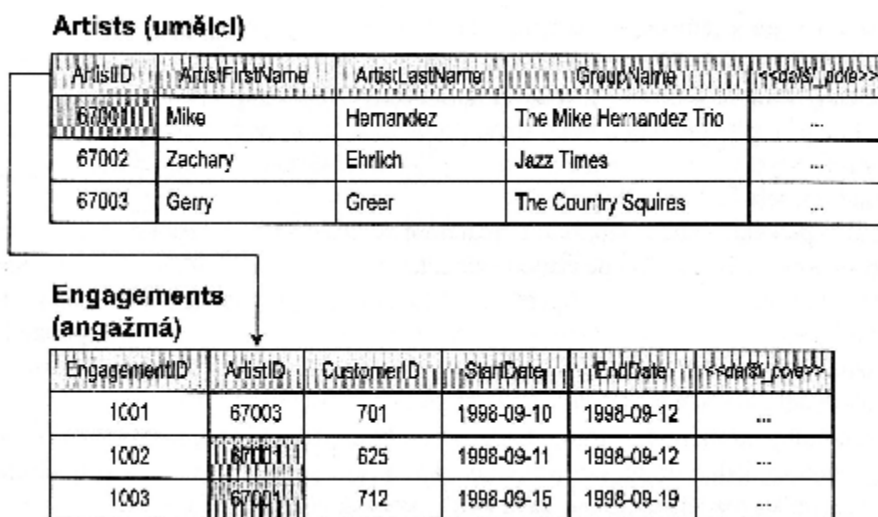 Artists (umělci)
ArtistID ArtistFirstName ArtistLastName GroupName <<další_pole>>
67001 Mike Hernandez The Mike Hernandez Trio ...
67002 Zachary Ehrlich Jazz Times ...
67003 Gerry Greer The Country Squires ...
Engagements
(angažmá)
EngagementID ArtistID CustomerID StartDate EndDate <<další_pole>>
1001 67003 701 1998-09-10 1998-09-12 ...
1002 67001 625 1998-09-11 1998-09-12 ...
1003 67001 712 1998-09-15 1998-09-19 ...